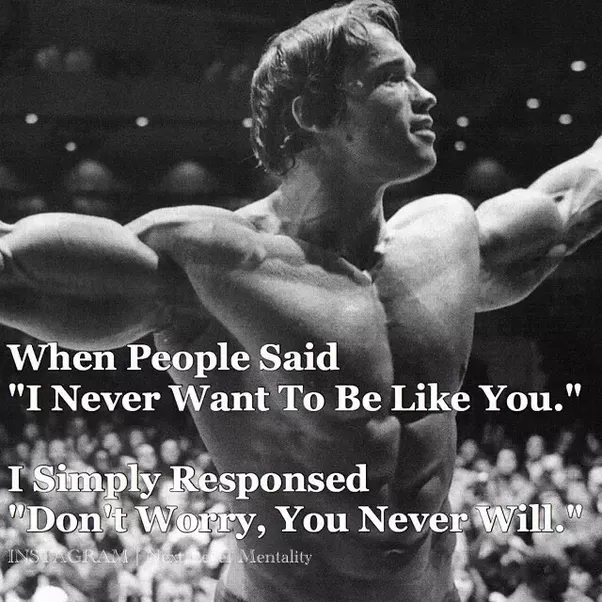 When People Said
"I Never Want To Be Like You."
I Simply Responsed
"Don't Worry, You Never Will."
INSTAGRAM | Next Level Mentality